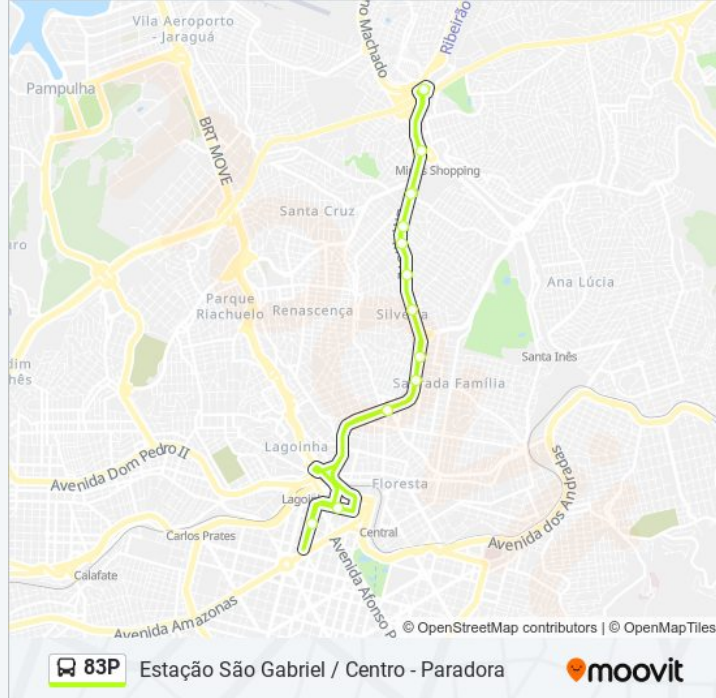 Vila Aeroporto
- Jaraguá
Do Machado
Ribeirão
Pampulha
BRT MOVE
Minas Shopping
Santa Cruz
Ana Lúcia
Parque
Riachuelo
Renascença
Silveira
Santa Inês
Sagrada Família
Lagoinha
Avenida Dom Pedro II
Floresta
Avenida dos Andradas
Lagoinha
Carlos Prates
Central
Calafate
Avenida Amazonas
Avenida Afonso P
© OpenStreetMap contributors | © OpenMapTiles
83P Estação São Gabriel / Centro - Paradora moovit